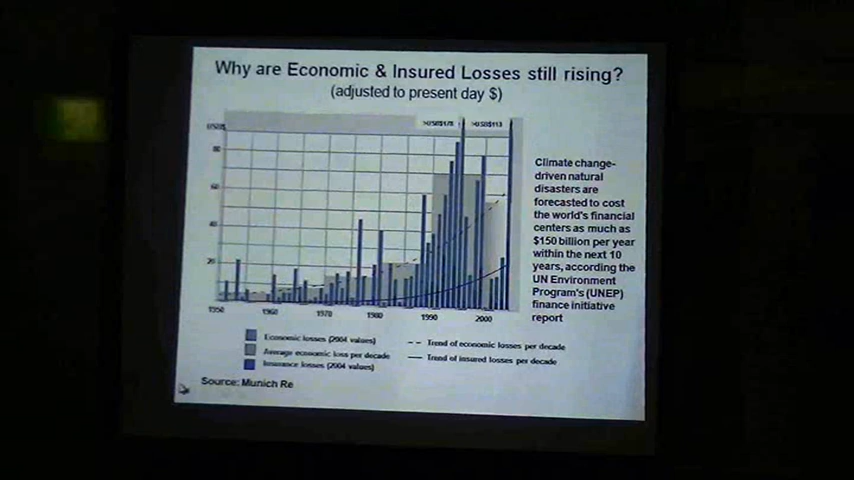 Why are Economic & Insured Losses still rising?
(adjusted to present day $)
80
60
40
20
1950
1960
1970
1980
1990
2000
Climate change-
driven natural
disasters are
forecasted to cost
the world's financial
centers as much as
$150 billion per year
within the next 10
years, according the
UN Environment
Program's (UNEP)
finance initiative
report
Economic losses (2004 values)
Average economic loss per decade
Insurance losses (2004 values)
Trend of economic losses per decade
Trend of insured losses per decade
Source: Munich Re